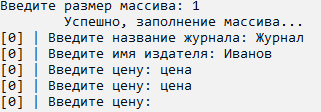 Введите размер массива: 1
Успешно, заполнение массива...
[0] | Введите название журнала: Журнал
[0] | Введите имя издателя: Иванов
[0] | Введите цену: цена
[0] | Введите цену: цена
[0] | Введите цену: